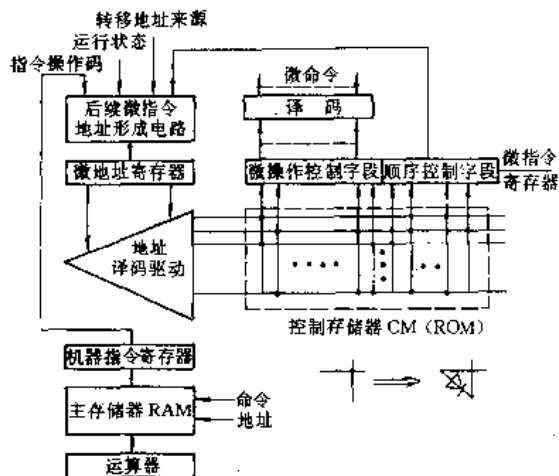 转移地址来源
运行状态
指令操作码
微命令
后续微指令
地址形成电路
译 码
微地址寄存器
微操作控制字段
顺序控制字段
微指令
寄存器
地址
译码驱动
控制存储器 CM (ROM)
机器指令寄存器
主存储器 RAM
命令
地址
运算器